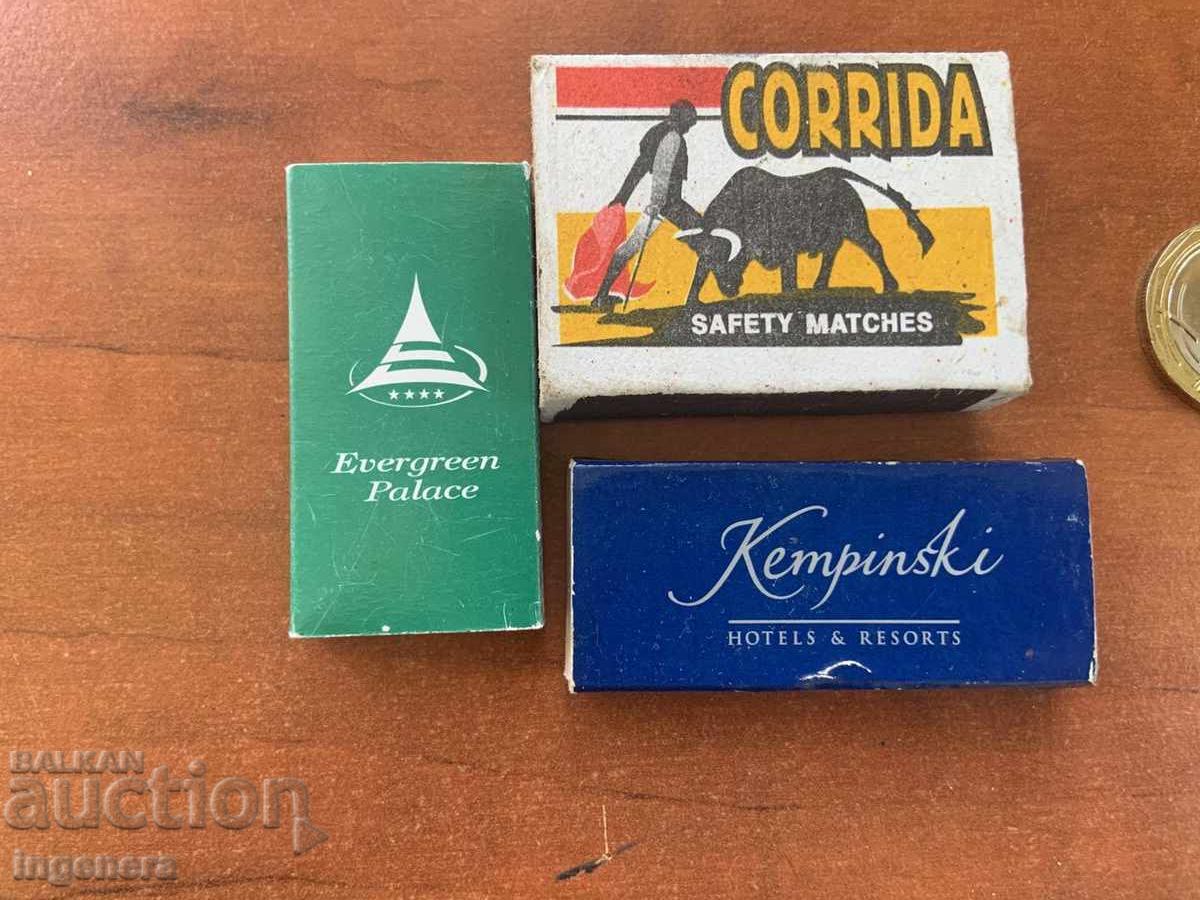 CORRIDA
SAFETY MATCHES
Evergreen
Palace
Kempinski
HOTELS & RESORTS
BALKAN
auction
ingenera